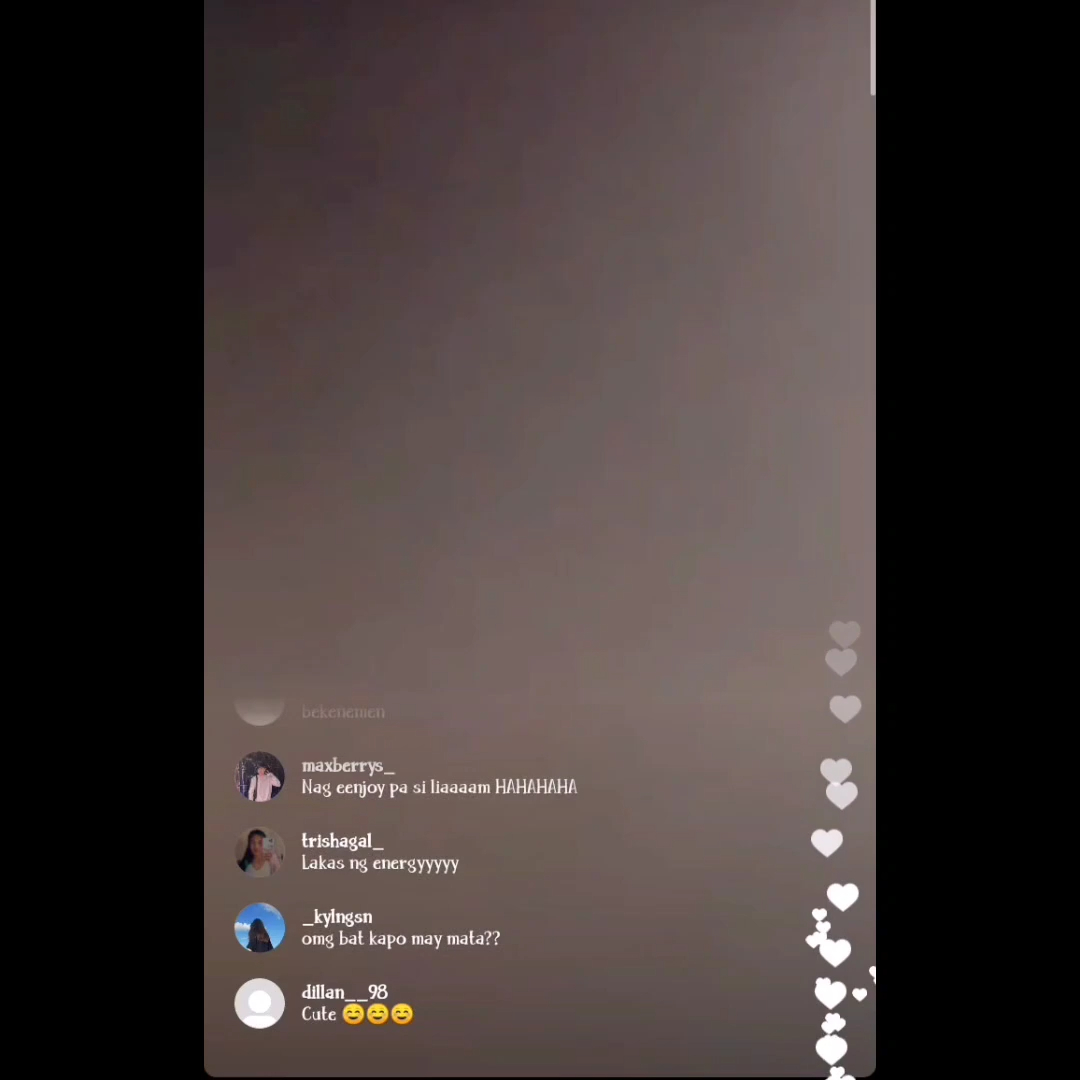 bekenemen
maxberrys_
Nag eenjoy pa si liaaaam HAHAHAHA
trishagal_
Lakas ng energyyyyy
_kyingsn
omg bat kapo may mata??
dillan__98
Cute ☺️☺️☺️